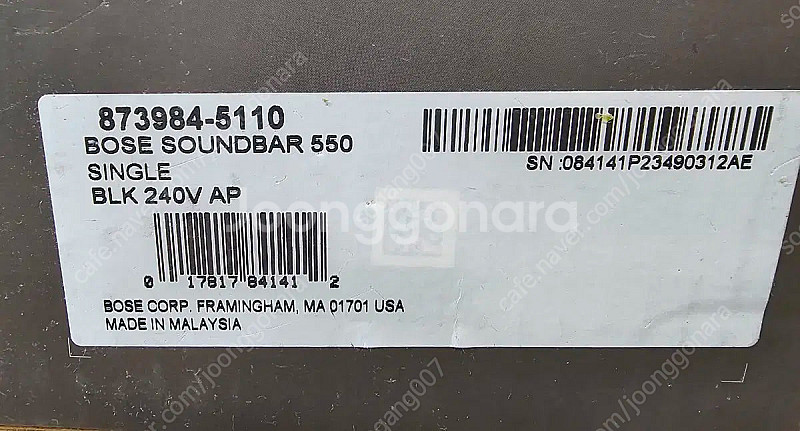 873984-5110
BOSE SOUNDBAR 550
SINGLE
BLK 240V AP
SN :084141P23490312AE
0 17817 84141 2
BOSE CORP. FRAMINGHAM, MA 01701 USA
MADE IN MALAYSIA
Joonggonara
cafe.naver.com/joonggonara